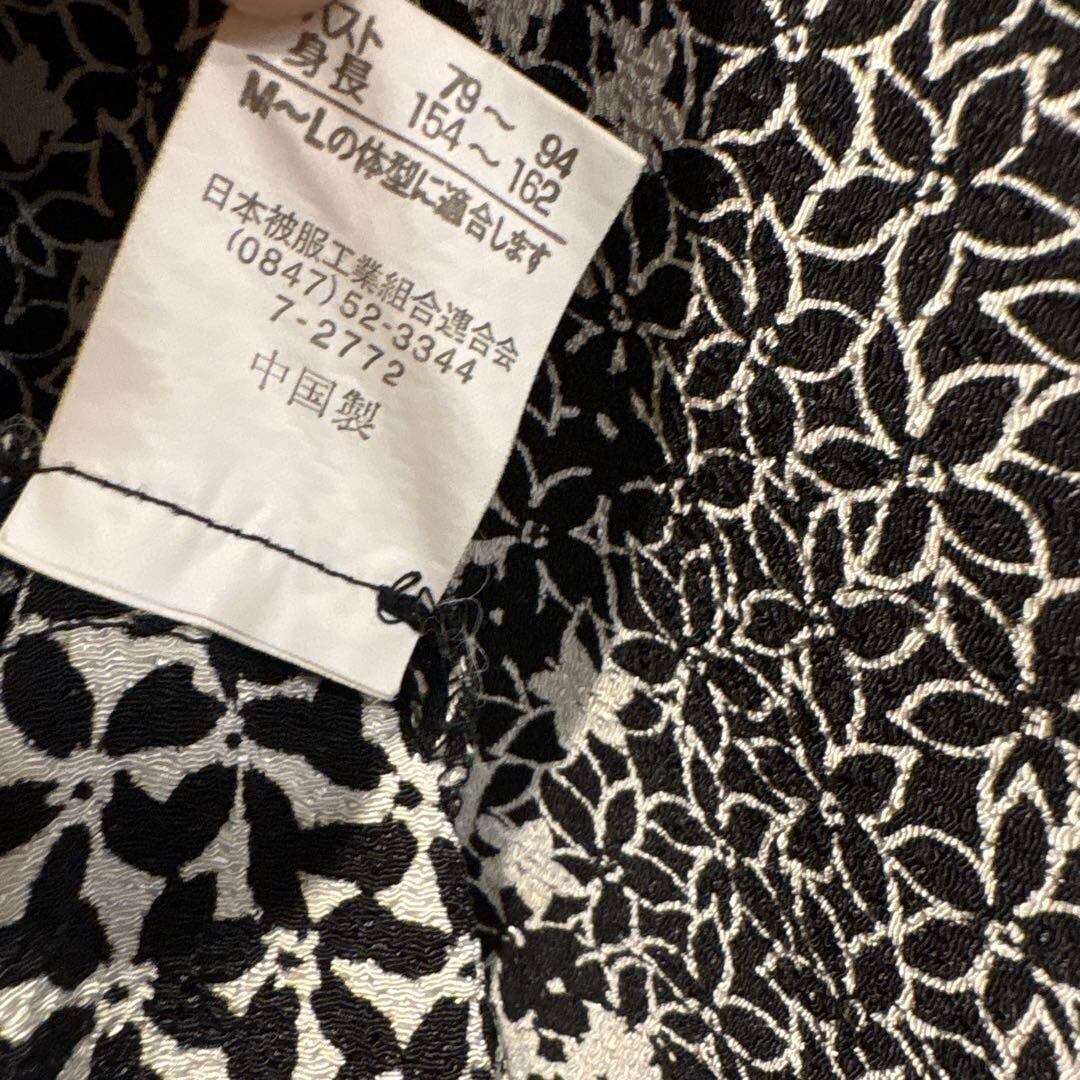 バスト 79〜 94
身長 154〜162
M〜Lの体型に適合します
日本被服工業組合連合会
(0847)52-3344
7-2772
中国製